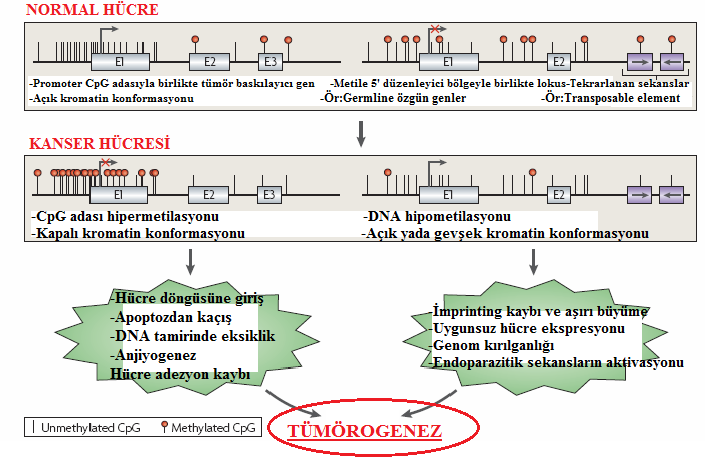 NORMAL HÜCRE
E1 E2 E3 E1 E2
-Promoter CpG adasıyla birlikte tümör baskılayıcı gen
-Açık kromatin konformasyonu
-Metile 5' düzenleyici bölgeyle birlikte lokus-Tekrarlanan sekanslar
-Ör:Germline özgün genler -Ör:Transposable element
KANSER HÜCRESİ
E1 E2 E3 E1 E2
-CpG adası hipermetilasyonu
-Kapalı kromatin konformasyonu
-DNA hipometilasyonu
-Açık yada gevşek kromatin konformasyonu
-Hücre döngüsüne giriş
-Apoptozdan kaçış
-DNA tamirinde eksiklik
-Anjiyogenez
Hücre adezyon kaybı
-İmprinting kaybı ve aşırı büyüme
-Uygunsuz hücre ekspresyonu
-Genom kırılganlığı
-Endoparazitik sekansların aktivasyonu
Unmethylated CpG Methylated CpG
TÜMÖROGENEZ